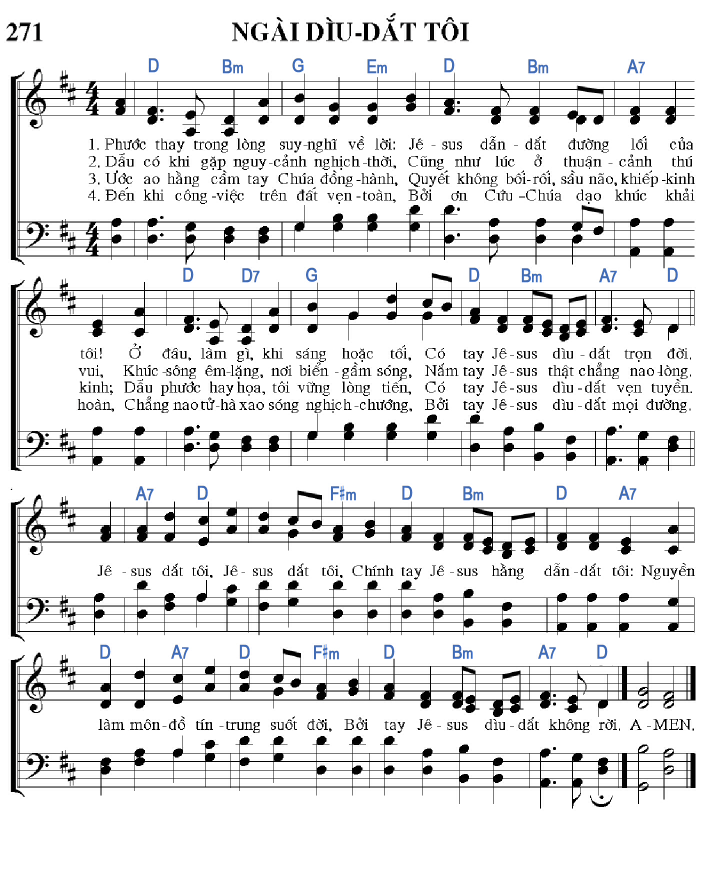 271 NGÀI DÌU-DẮT TÔI
D Bm G Em D Bm A7
4 4
1. Phước thay trong lòng suy-nghĩ về lời: Jê-sus dẫn-dắt đường lối của
2. Dẫu có khi gặp nguy-cảnh nghịch-thời, Cũng như lúc ở thuận-cảnh thú
3. Ước ao hằng cầm tay Chúa đồng-hành, Quyết không bối-rối, sầu não, khiếp-kinh
4. Đến khi công-việc trên đất vẹn-toàn, Bởi ơn Cứu-Chúa dạo khúc khải
4 4
D D7 G D Bm A7 D
tôi! Ở đâu, làm gì, khi sáng hoặc tối, Có tay Jê-sus dìu-dắt trọn đời.
vui, Khúc-sông êm-lặng, nơi biển-gầm sóng, Nắm tay Jê-sus thật chẳng nao-lòng.
kinh; Dẫu phước hay họa, tôi vững lòng tiến, Có tay Jê-sus dìu-dắt vẹn tuyền.
hoàn, Chẳng nao tử-hà xao sóng nghịch-chướng, Bởi tay Jê-sus dìu-dắt mọi đường.
A7 D F#m D Bm D A7
Jê-sus dắt tôi, Jê-sus dắt tôi, Chính tay Jê-sus hằng dẫn-dắt tôi: Nguyền
D A7 D F#m D Bm A7 D
làm môn-đồ tín-trung suốt đời, Bởi tay Jê-sus dìu-dắt không rời. A-MEN.